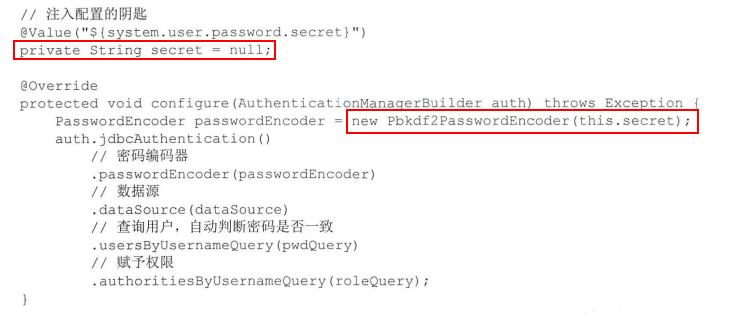 // 注入配置的阴匙
@Value("${system.user.password.secret}")
private String secret = null;
@Override
protected void configure(AuthenticationManagerBuilder auth) throws Exception {
PasswordEncoder passwordEncoder = new Pbkdf2PasswordEncoder(this.secret);
auth.jdbcAuthentication()
// 密码编码器
.passwordEncoder(passwordEncoder)
// 数据源
.dataSource(dataSource)
// 查询用户，自动判断密码是否一致
.usersByUsernameQuery(pwdQuery)
// 赋予权限
.authoritiesByUsernameQuery(roleQuery);
}